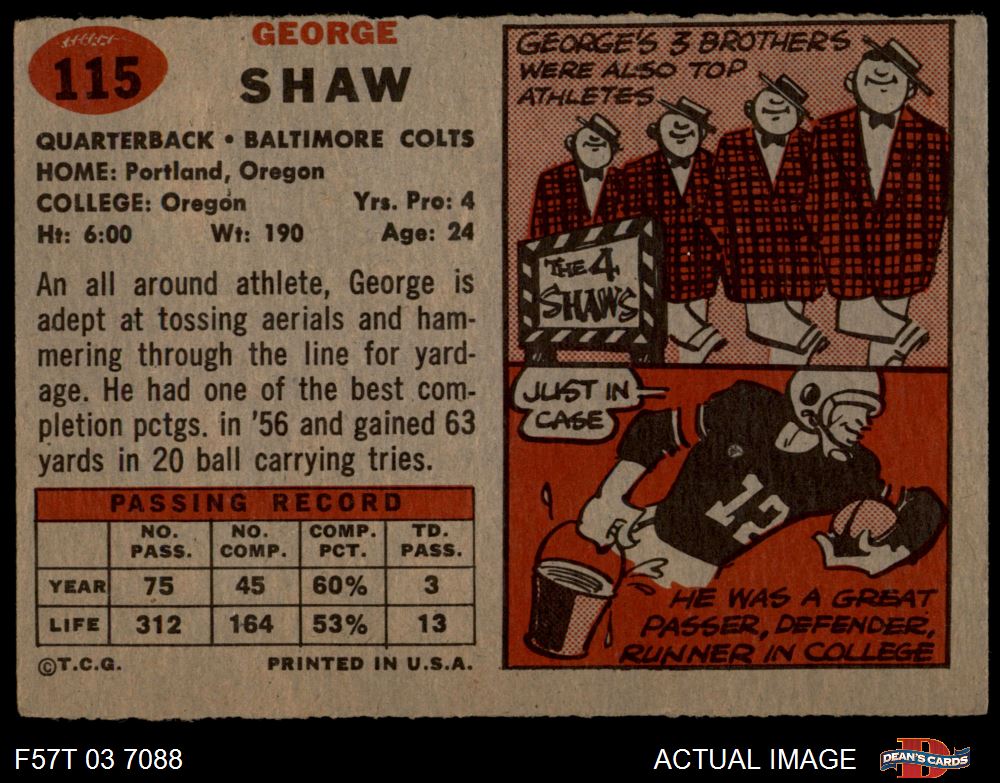 115
GEORGE
SHAW
QUARTERBACK • BALTIMORE COLTS
HOME: Portland, Oregon
COLLEGE: Oregon Yrs. Pro: 4
Ht: 6:00 Wt: 190 Age: 24
An all around athlete, George is
adept at tossing aerials and ham-
mering through the line for yard-
age. He had one of the best com-
pletion pctgs. in '56 and gained 63
yards in 20 ball carrying tries.
PASSING RECORD
NO. PASS. NO. COMP. COMP. PCT. TD. PASS.
YEAR 75 45 60% 3
LIFE 312 164 53% 13
©T.C.G. PRINTED IN U.S.A.
GEORGE'S 3 BROTHERS
WERE ALSO TOP
ATHLETES
THE 4
SHAWS
JUST IN
CASE
12
HE WAS A GREAT
PASSER, DEFENDER,
RUNNER IN COLLEGE
F57T 03 7088 ACTUAL IMAGE DEAN'S CARDS